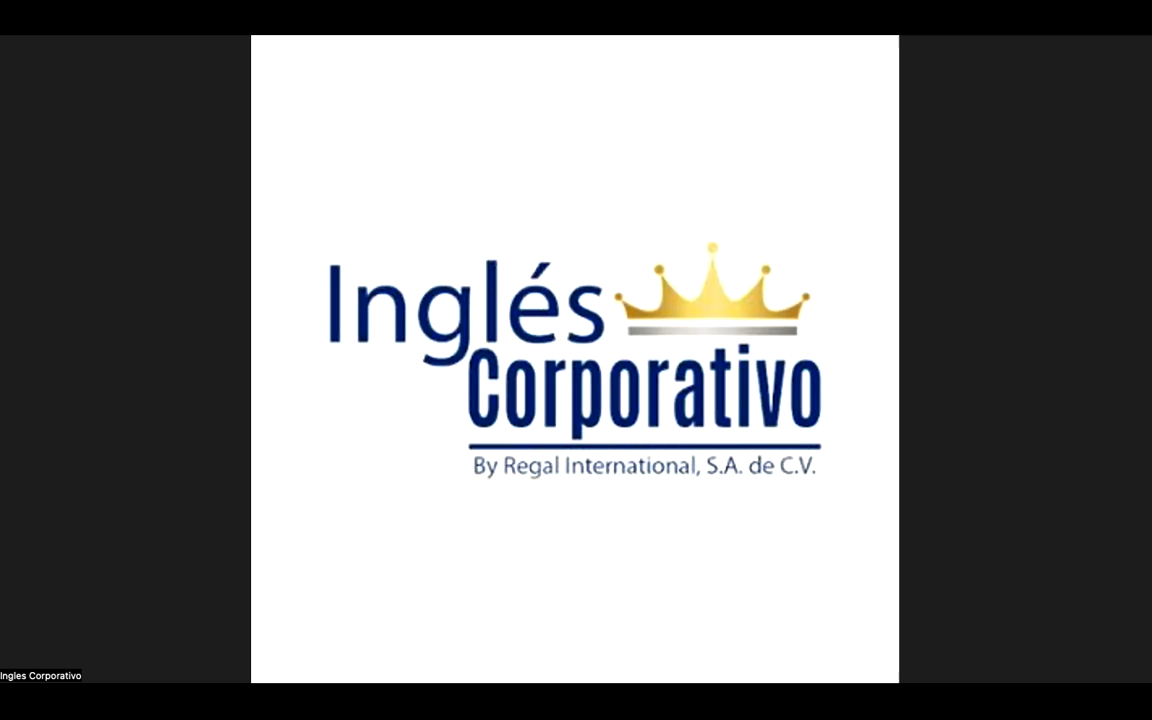 Inglés
Corporativo
By Regal International, S.A. de C.V.
Ingles Corporativo